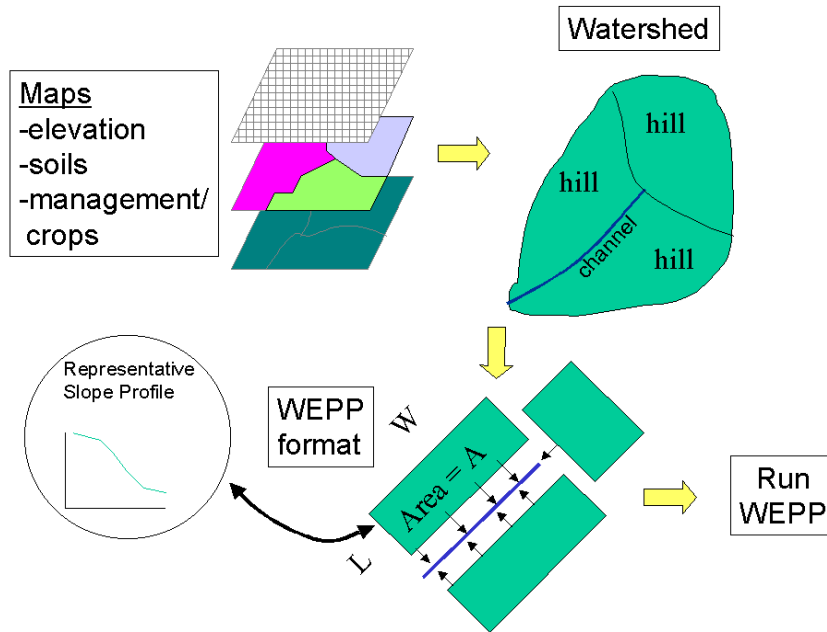 Maps
-elevation
-soils
-management/
crops
Watershed
hill
hill
hill
channel
Representative
Slope Profile
WEPP
format
W
Area = A
L
Run
WEPP